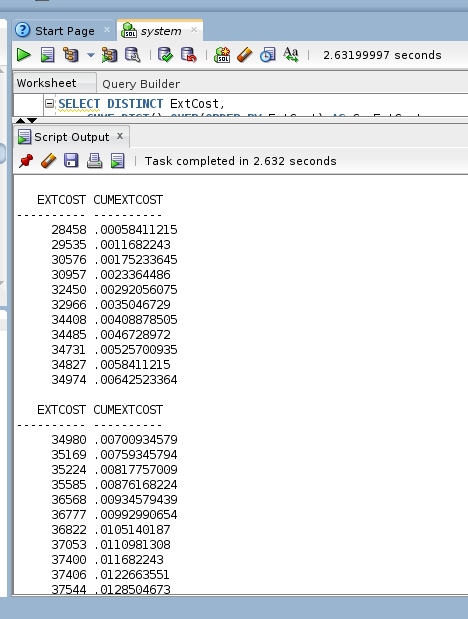 Start Page
system
2.63199997 seconds
Worksheet
Query Builder
SELECT DISTINCT ExtCost,
Script Output
Task completed in 2.632 seconds
EXTCOST CUMEXTCOST
---------- ----------
28458 .00058411215
29535 .0011682243
30576 .00175233645
30957 .0023364486
32450 .00292056075
32966 .0035046729
34408 .00408878505
34485 .0046728972
34731 .00525700935
34827 .0058411215
34974 .00642523364
EXTCOST CUMEXTCOST
---------- ----------
34980 .00700934579
35169 .00759345794
35224 .00817757009
35585 .00876168224
36568 .00934579439
36777 .00992990654
36822 .0105140187
37053 .0110981308
37400 .011682243
37406 .0122663551
37544 .0128504673